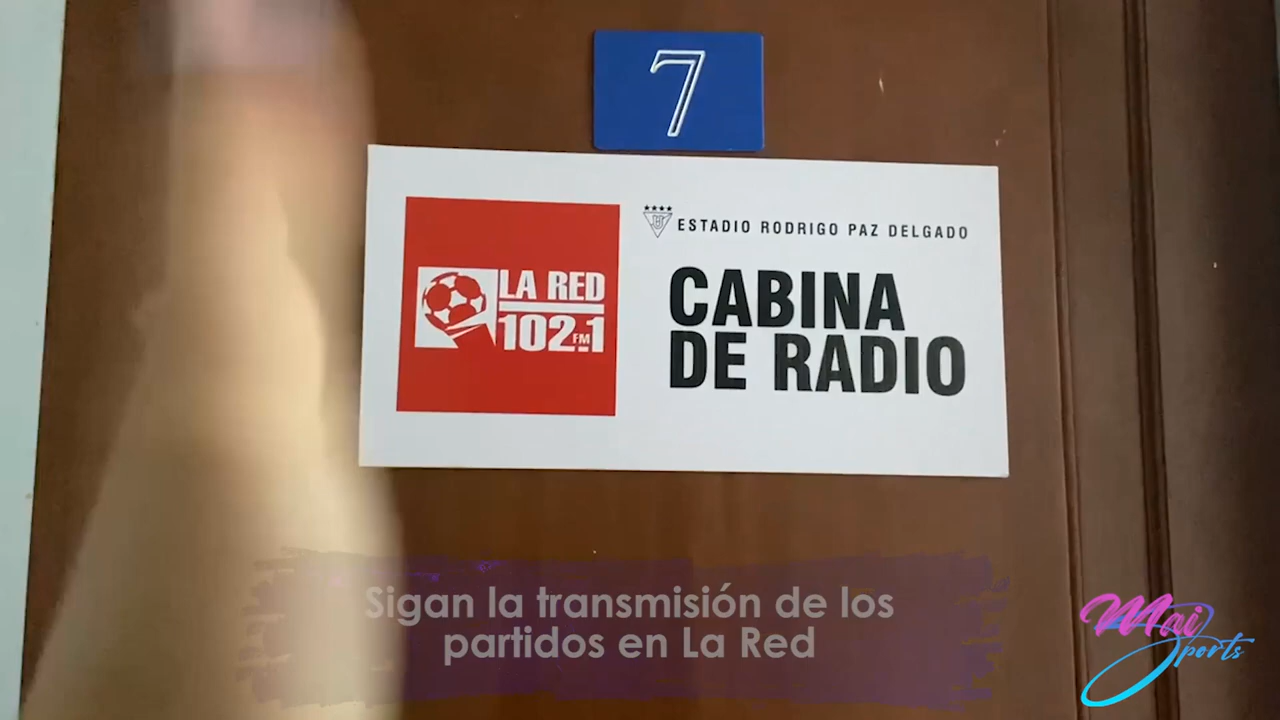 7
ESTADIO RODRIGO PAZ DELGADO
LA RED
102.1
FM
CABINA
DE RADIO
Sigan la transmisión de los
partidos en La Red
Mai
Sports